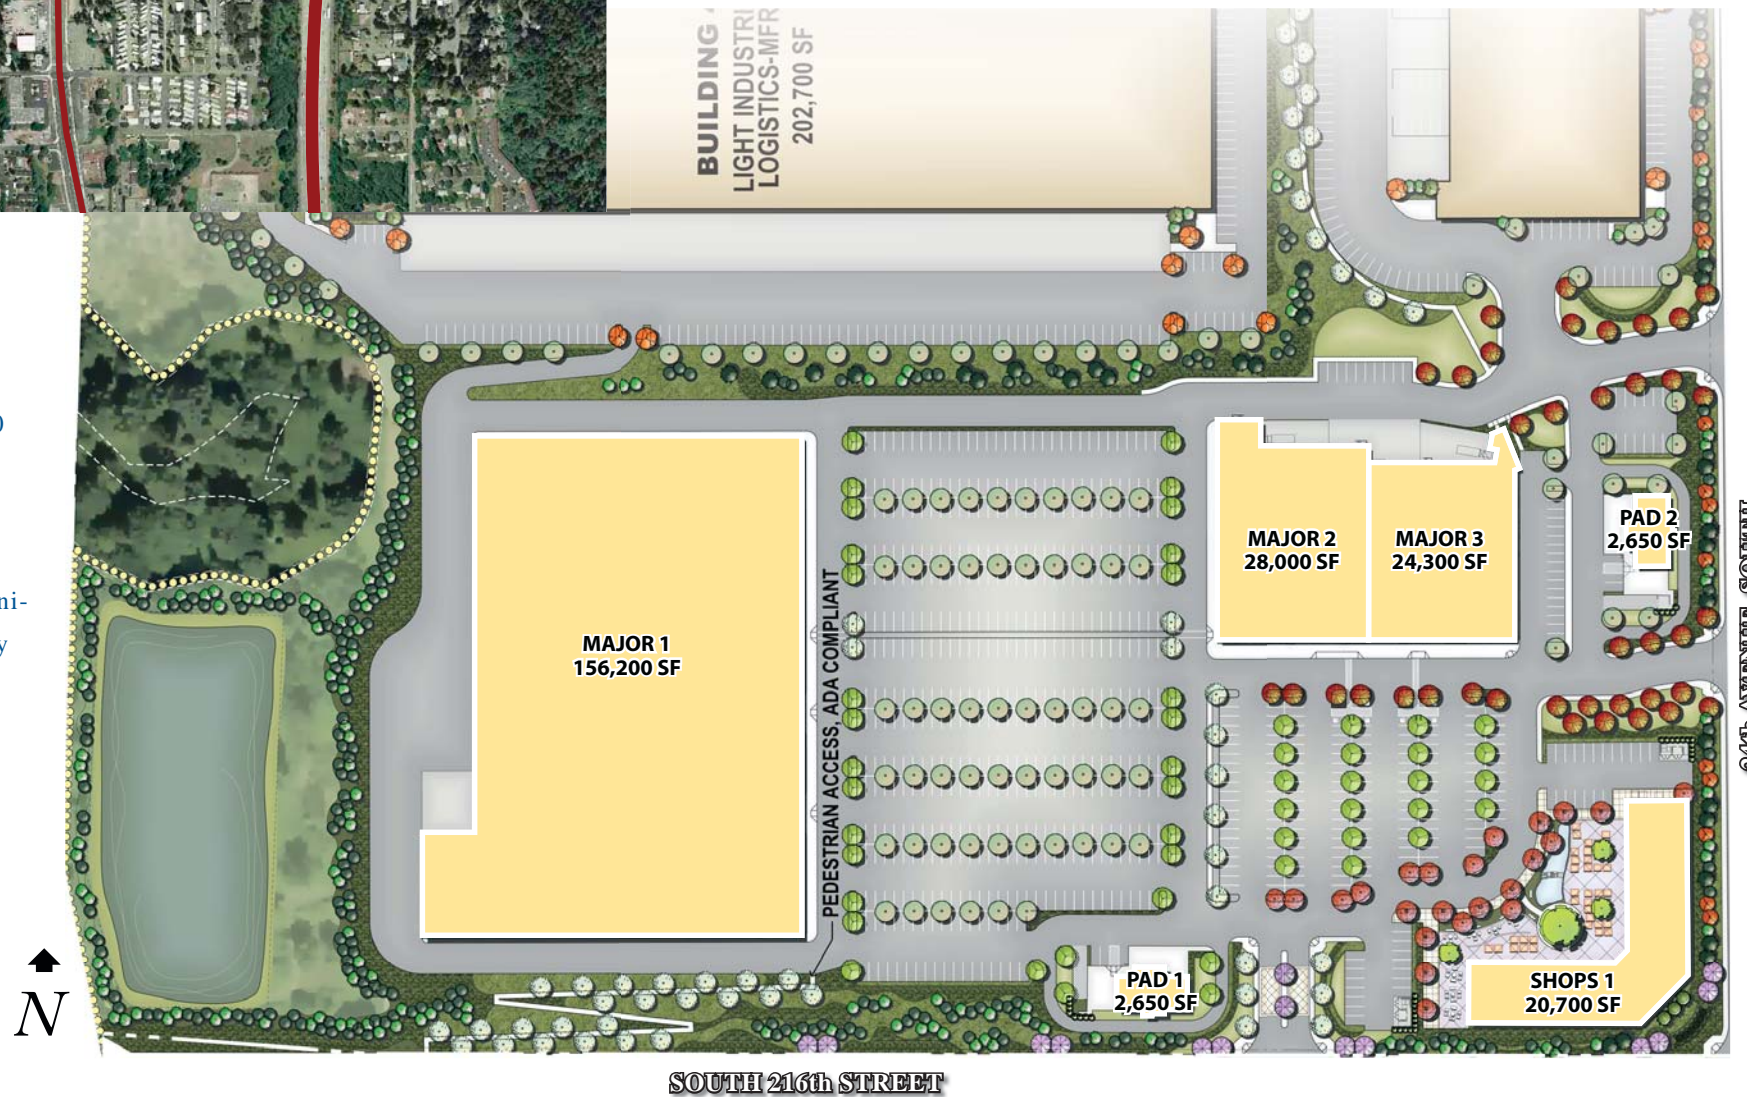 BUILDING
LIGHT INDUSTRI
LOGISTICS-MFR
202,700 SF
ni-
y
MAJOR 1
156,200 SF
PEDESTRIAN ACCESS, ADA COMPLIANT
MAJOR 2
28,000 SF
MAJOR 3
24,300 SF
PAD 2
2,650 SF
PAD 1
2,650 SF
SHOPS 1
20,700 SF
N
SOUTH 216th STREET